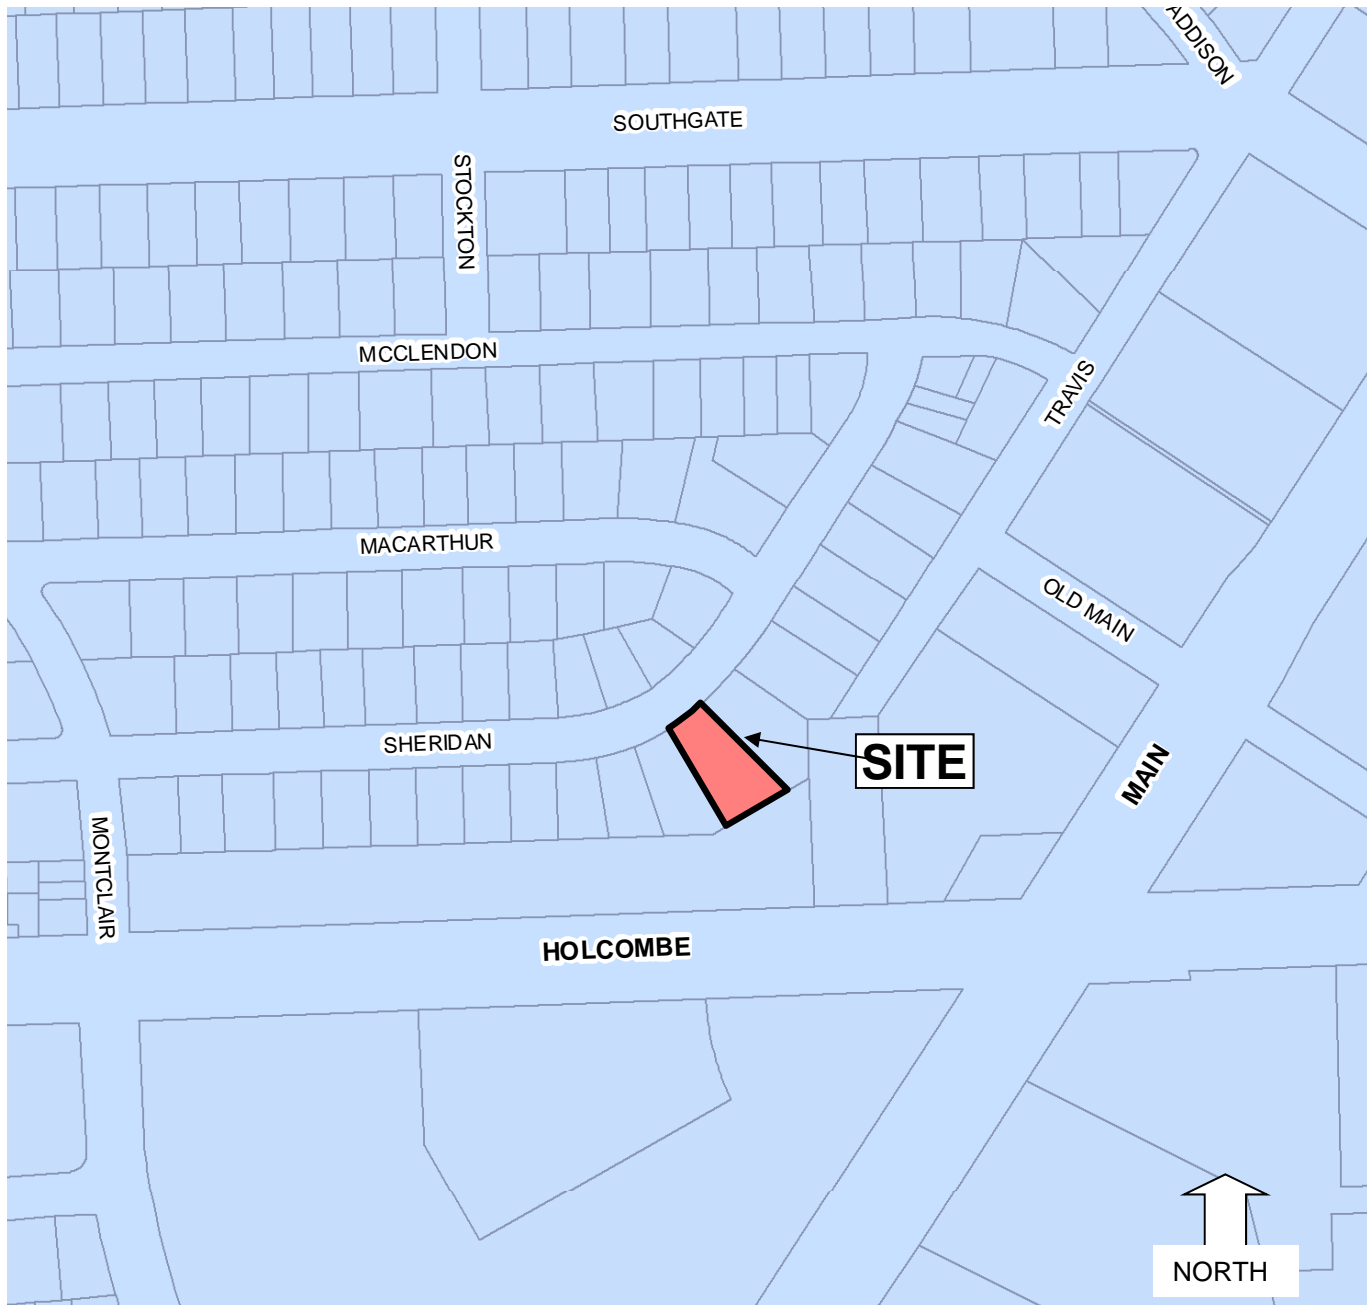 ADDISON
SOUTHGATE
STOCKTON
MCCLENDON
TRAVIS
MACARTHUR
OLD MAIN
SHERIDAN
SITE
MAIN
MONTCLAIR
HOLCOMBE
NORTH